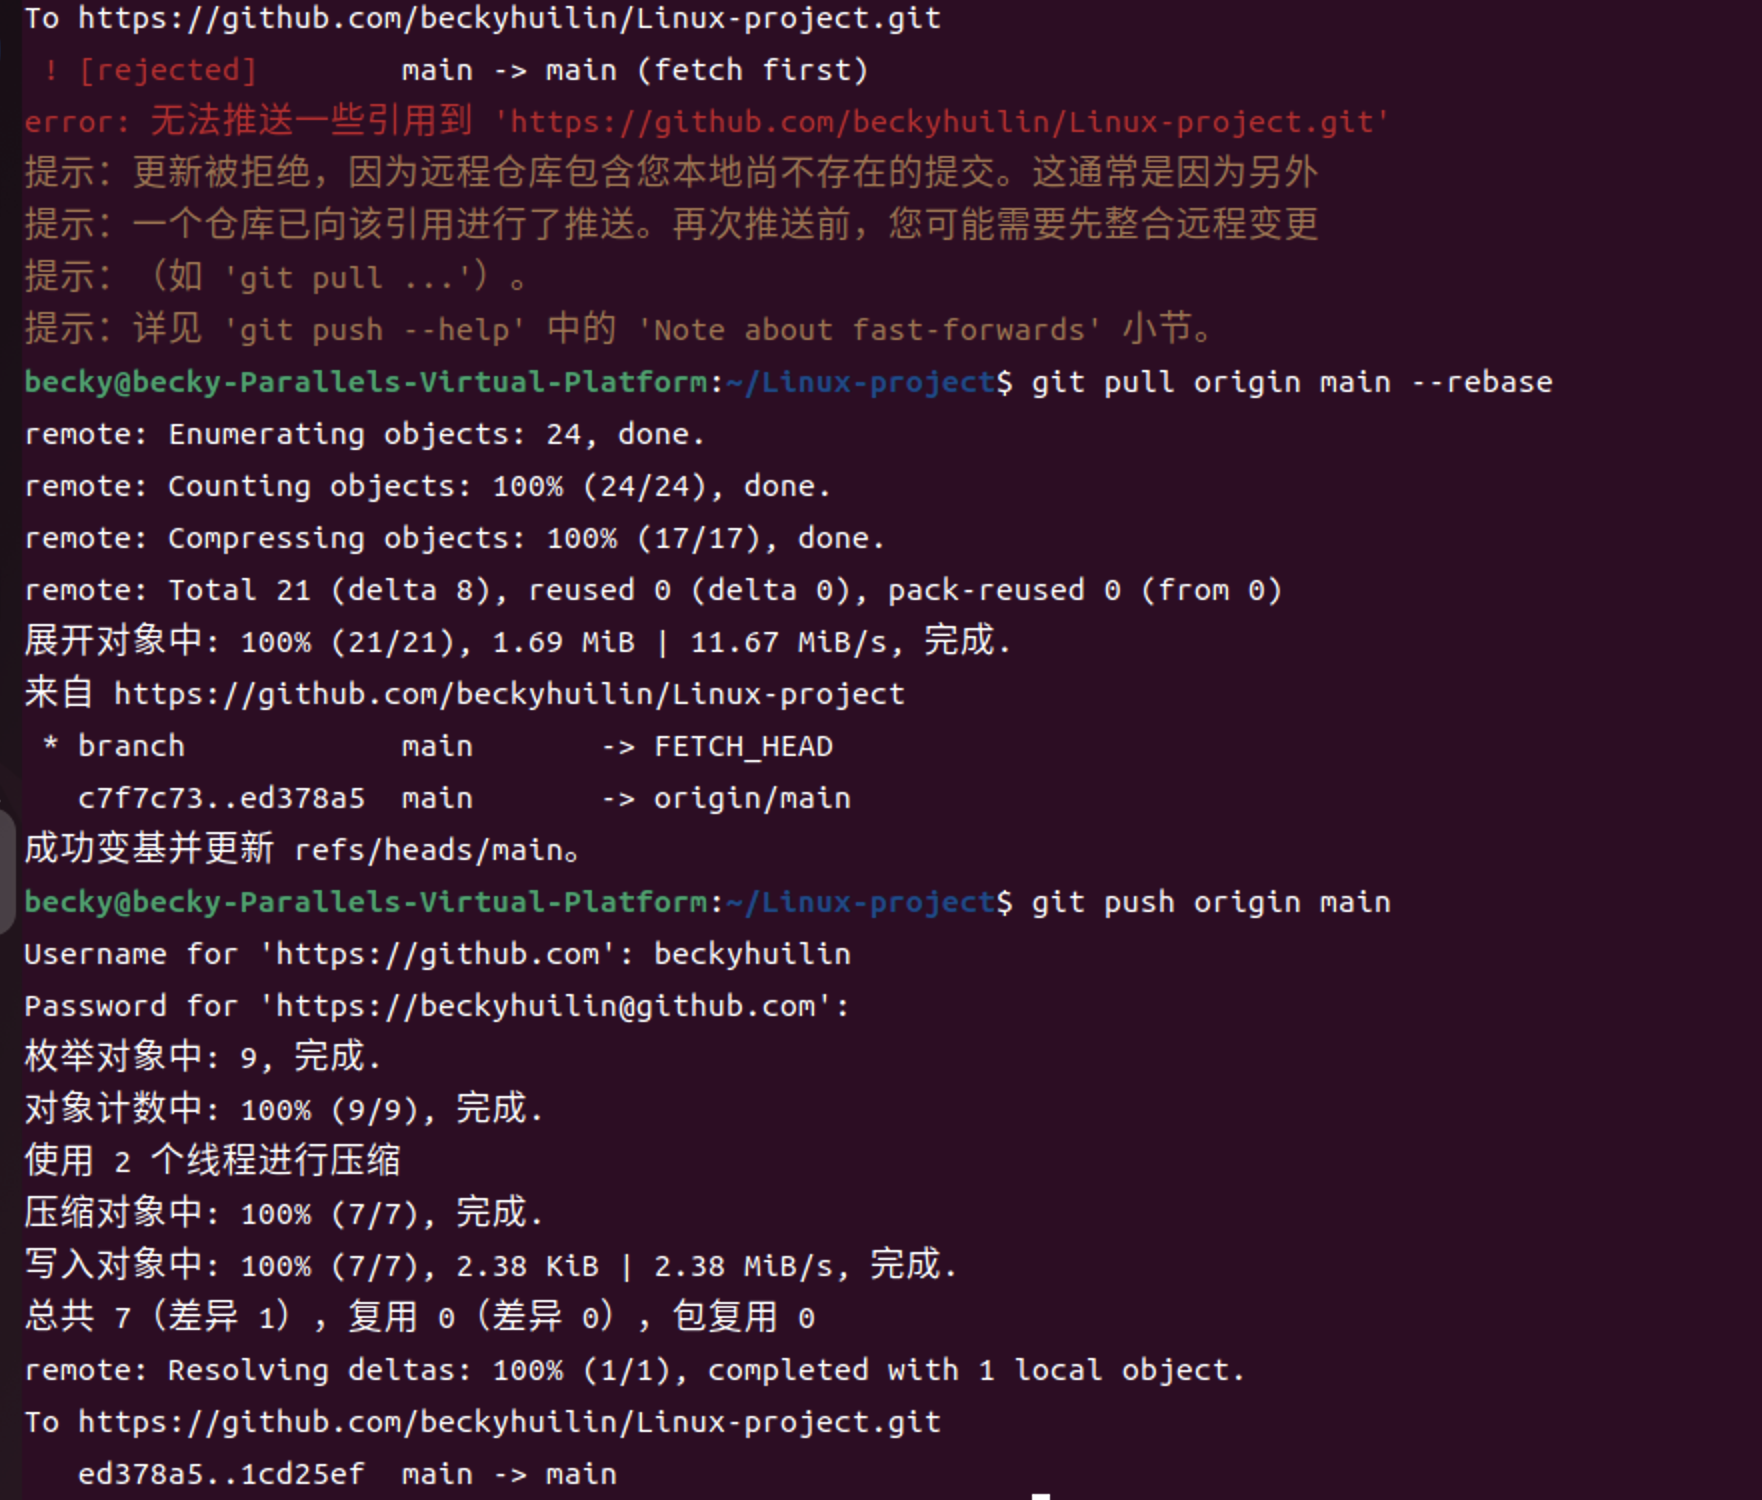 To https://github.com/beckyhuilin/Linux-project.git
 ! [rejected]        main -> main (fetch first)
error: 无法推送一些引用到 'https://github.com/beckyhuilin/Linux-project.git'
提示：更新被拒绝，因为远程仓库包含您本地尚不存在的提交。这通常是因为另外
提示：一个仓库已向该引用进行了推送。再次推送前，您可能需要先整合远程变更
提示：（如 'git pull ...'）。
提示：详见 'git push --help' 中的 'Note about fast-forwards' 小节。
becky@becky-Parallels-Virtual-Platform:~/Linux-project$ git pull origin main --rebase
remote: Enumerating objects: 24, done.
remote: Counting objects: 100% (24/24), done.
remote: Compressing objects: 100% (17/17), done.
remote: Total 21 (delta 8), reused 0 (delta 0), pack-reused 0 (from 0)
展开对象中: 100% (21/21), 1.69 MiB | 11.67 MiB/s, 完成.
来自 https://github.com/beckyhuilin/Linux-project
 * branch            main       -> FETCH_HEAD
   c7f7c73..ed378a5  main       -> origin/main
成功变基并更新 refs/heads/main。
becky@becky-Parallels-Virtual-Platform:~/Linux-project$ git push origin main
Username for 'https://github.com': beckyhuilin
Password for 'https://beckyhuilin@github.com':
枚举对象中: 9, 完成.
对象计数中: 100% (9/9), 完成.
使用 2 个线程进行压缩
压缩对象中: 100% (7/7), 完成.
写入对象中: 100% (7/7), 2.38 KiB | 2.38 MiB/s, 完成.
总共 7（差异 1），复用 0（差异 0），包复用 0
remote: Resolving deltas: 100% (1/1), completed with 1 local object.
To https://github.com/beckyhuilin/Linux-project.git
   ed378a5..1cd25ef  main -> main